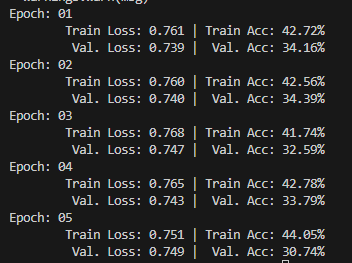 Epoch: 01
Train Loss: 0.761 | Train Acc: 42.72%
Val. Loss: 0.739 | Val. Acc: 34.16%
Epoch: 02
Train Loss: 0.760 | Train Acc: 42.56%
Val. Loss: 0.740 | Val. Acc: 34.39%
Epoch: 03
Train Loss: 0.768 | Train Acc: 41.74%
Val. Loss: 0.747 | Val. Acc: 32.59%
Epoch: 04
Train Loss: 0.765 | Train Acc: 42.78%
Val. Loss: 0.743 | Val. Acc: 33.79%
Epoch: 05
Train Loss: 0.751 | Train Acc: 44.05%
Val. Loss: 0.749 | Val. Acc: 30.74%